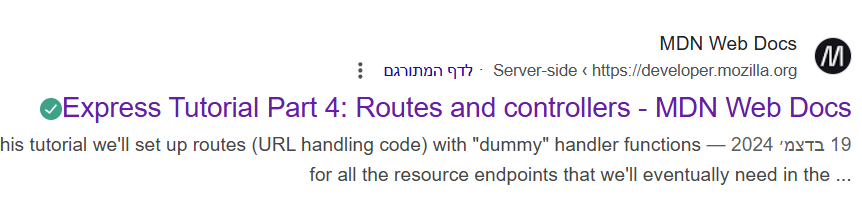 MDN Web Docs
https://developer.mozilla.org › Server-side · לדף המתורגם
Express Tutorial Part 4: Routes and controllers - MDN Web Docs
19 בדצמ׳ 2024 — his tutorial we'll set up routes (URL handling code) with "dummy" handler functions
for all the resource endpoints that we'll eventually need in the ...